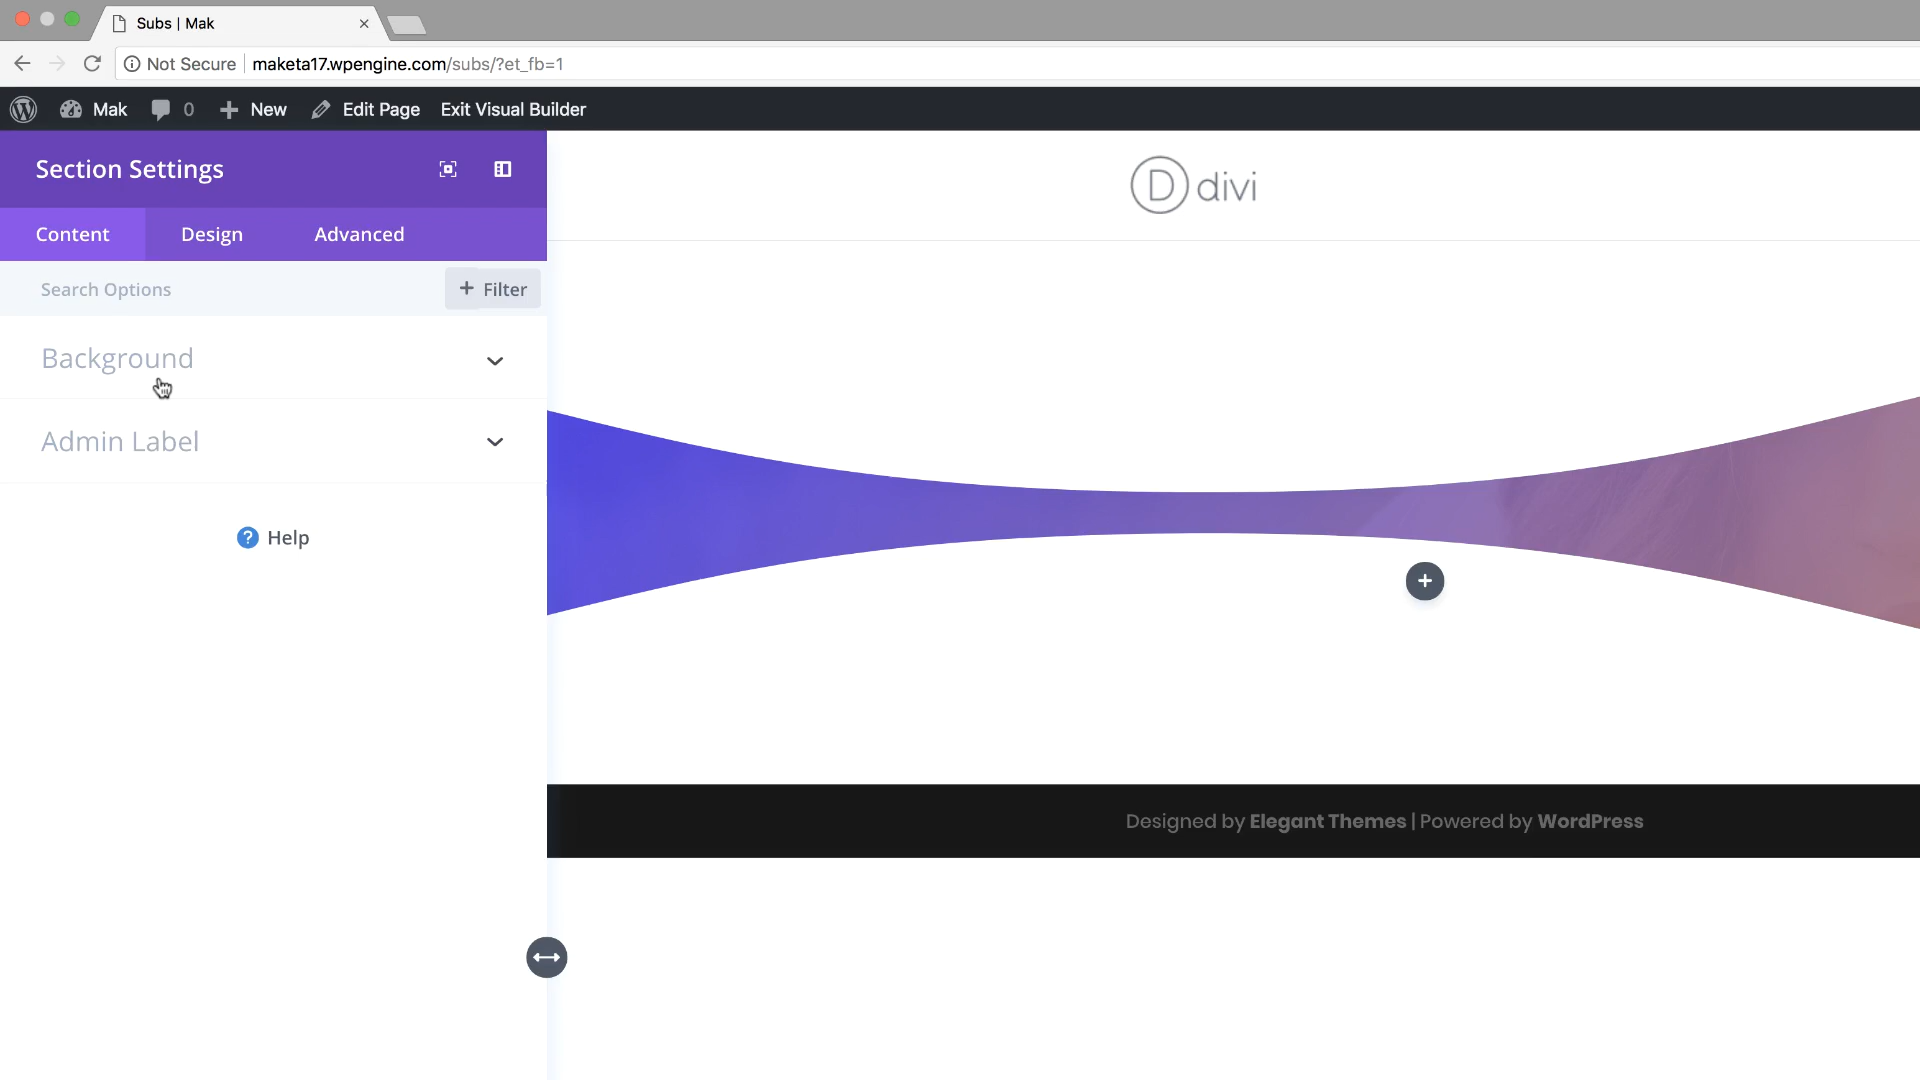 Subs | Mak
Not Secure
maketa17.wpengine.com/subs/?et_fb=1
Mak
0
New
Edit Page
Exit Visual Builder
Section Settings
Content
Design
Advanced
Search Options
+ Filter
Background
Admin Label
? Help
D divi
Designed by Elegant Themes | Powered by WordPress